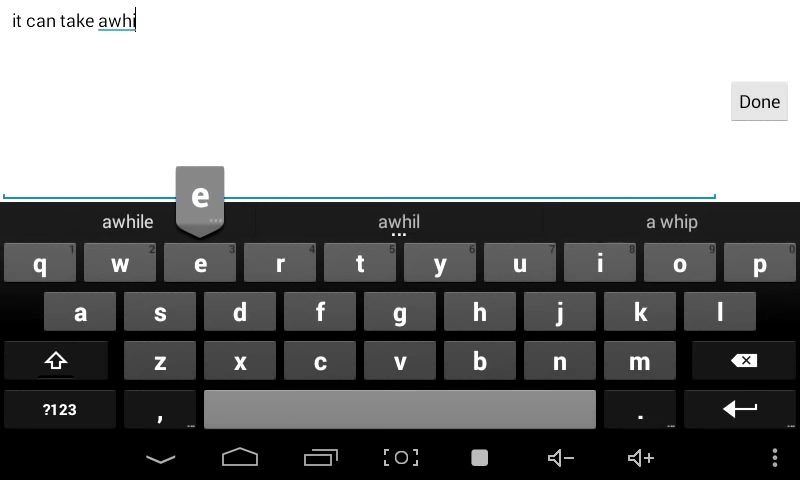 it can take awhi
Done
e
awhile awhil a whip
1 2 3 4 5 6 7 8 9 0
q w e r t y u i o p
a s d f g h j k l
z x c v b n m
?123 , .